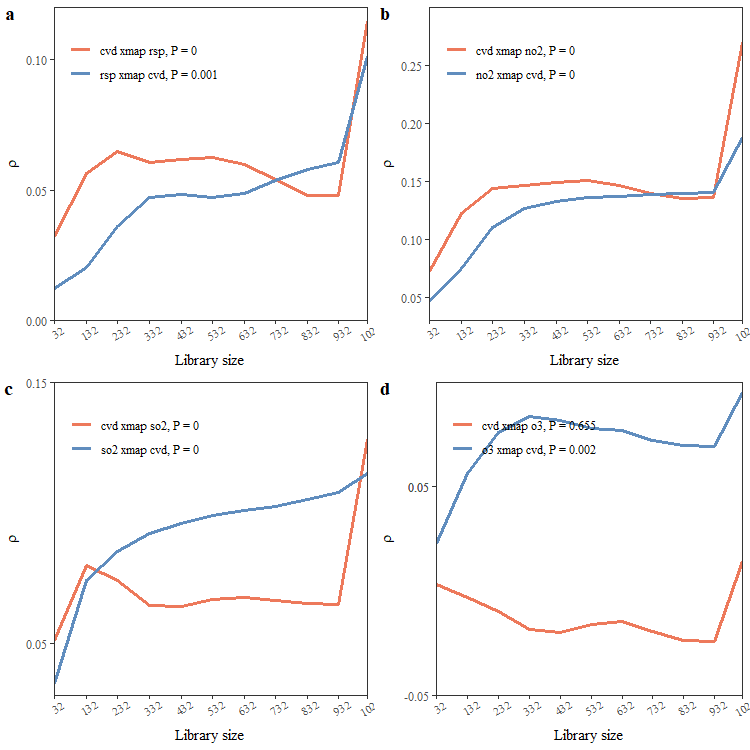 a
cvd xmap rsp, P = 0
rsp xmap cvd, P = 0.001
0.10
0.05
0.00
ρ
32 132 232 332 432 532 632 732 832 932 102
Library size
b
cvd xmap no2, P = 0
no2 xmap cvd, P = 0
0.25
0.20
0.15
0.10
0.05
ρ
32 132 232 332 432 532 632 732 832 932 102
Library size
c
0.15
cvd xmap so2, P = 0
so2 xmap cvd, P = 0
0.05
ρ
32 132 232 332 432 532 632 732 832 932 102
Library size
d
cvd xmap o3, P = 0.655
o3 xmap cvd, P = 0.002
0.05
-0.05
ρ
32 132 232 332 432 532 632 732 832 932 102
Library size